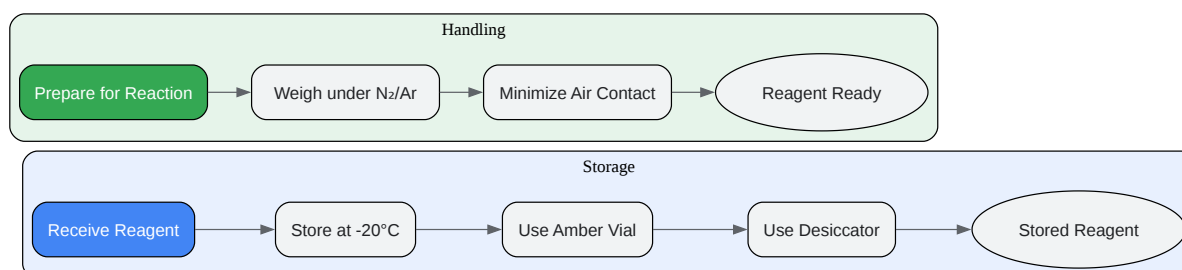 Handling
Prepare for Reaction
Weigh under N₂/Ar
Minimize Air Contact
Reagent Ready
Storage
Receive Reagent
Store at -20°C
Use Amber Vial
Use Desiccator
Stored Reagent